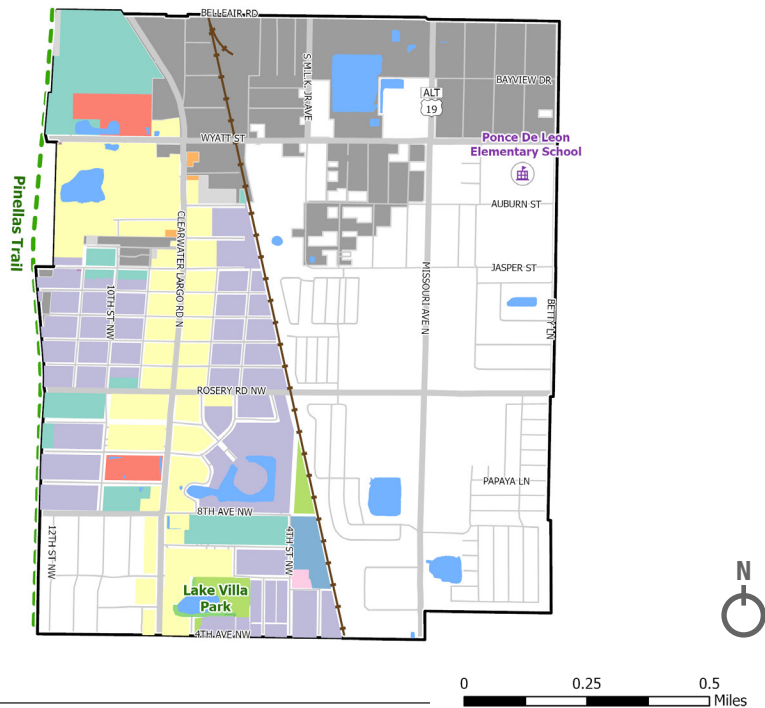 BELLEAIR RD
S M.L.K. JR AVE
BAYVIEW DR
ALT
19
WYATT ST
Ponce De Leon
Elementary School
Pinellas Trail
CLEARWATER LARGO RD N
AUBURN ST
10TH ST NW
MISSOURI AVE N
JASPER ST
BETTY LN
ROSERY RD NW
PAPAYA LN
8TH AVE NW
12TH ST NW
4TH ST NW
Lake Villa
Park
4TH AVE NW
N
0 0.25 0.5
Miles